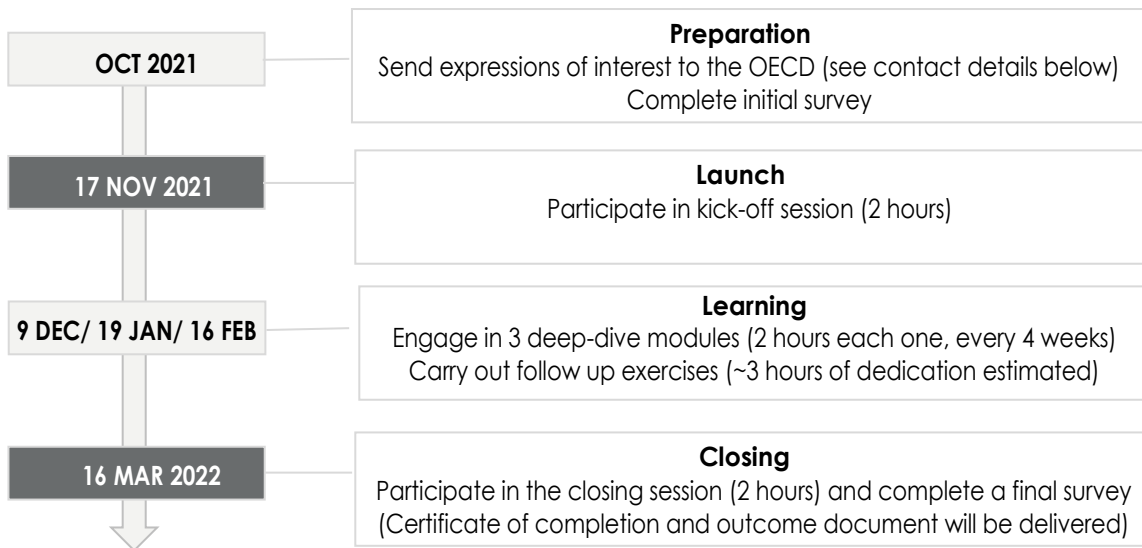 OCT 2021
Preparation
Send expressions of interest to the OECD (see contact details below)
Complete initial survey
17 NOV 2021
Launch
Participate in kick-off session (2 hours)
9 DEC/ 19 JAN/ 16 FEB
Learning
Engage in 3 deep-dive modules (2 hours each one, every 4 weeks)
Carry out follow up exercises (~3 hours of dedication estimated)
16 MAR 2022
Closing
Participate in the closing session (2 hours) and complete a final survey
(Certificate of completion and outcome document will be delivered)